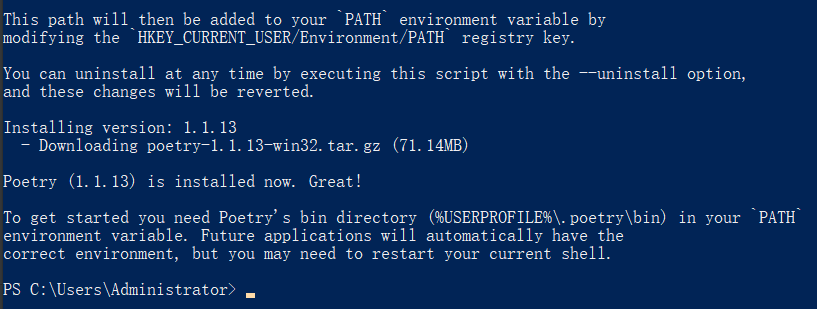 This path will then be added to your `PATH` environment variable by
modifying the `HKEY_CURRENT_USER/Environment/PATH` registry key.
You can uninstall at any time by executing this script with the --uninstall option,
and these changes will be reverted.
Installing version: 1.1.13
- Downloading poetry-1.1.13-win32.tar.gz (71.14MB)
Poetry (1.1.13) is installed now. Great!
To get started you need Poetry's bin directory (%USERPROFILE%\.poetry\bin) in your `PATH`
environment variable. Future applications will automatically have the
correct environment, but you may need to restart your current shell.
PS C:\Users\Administrator>